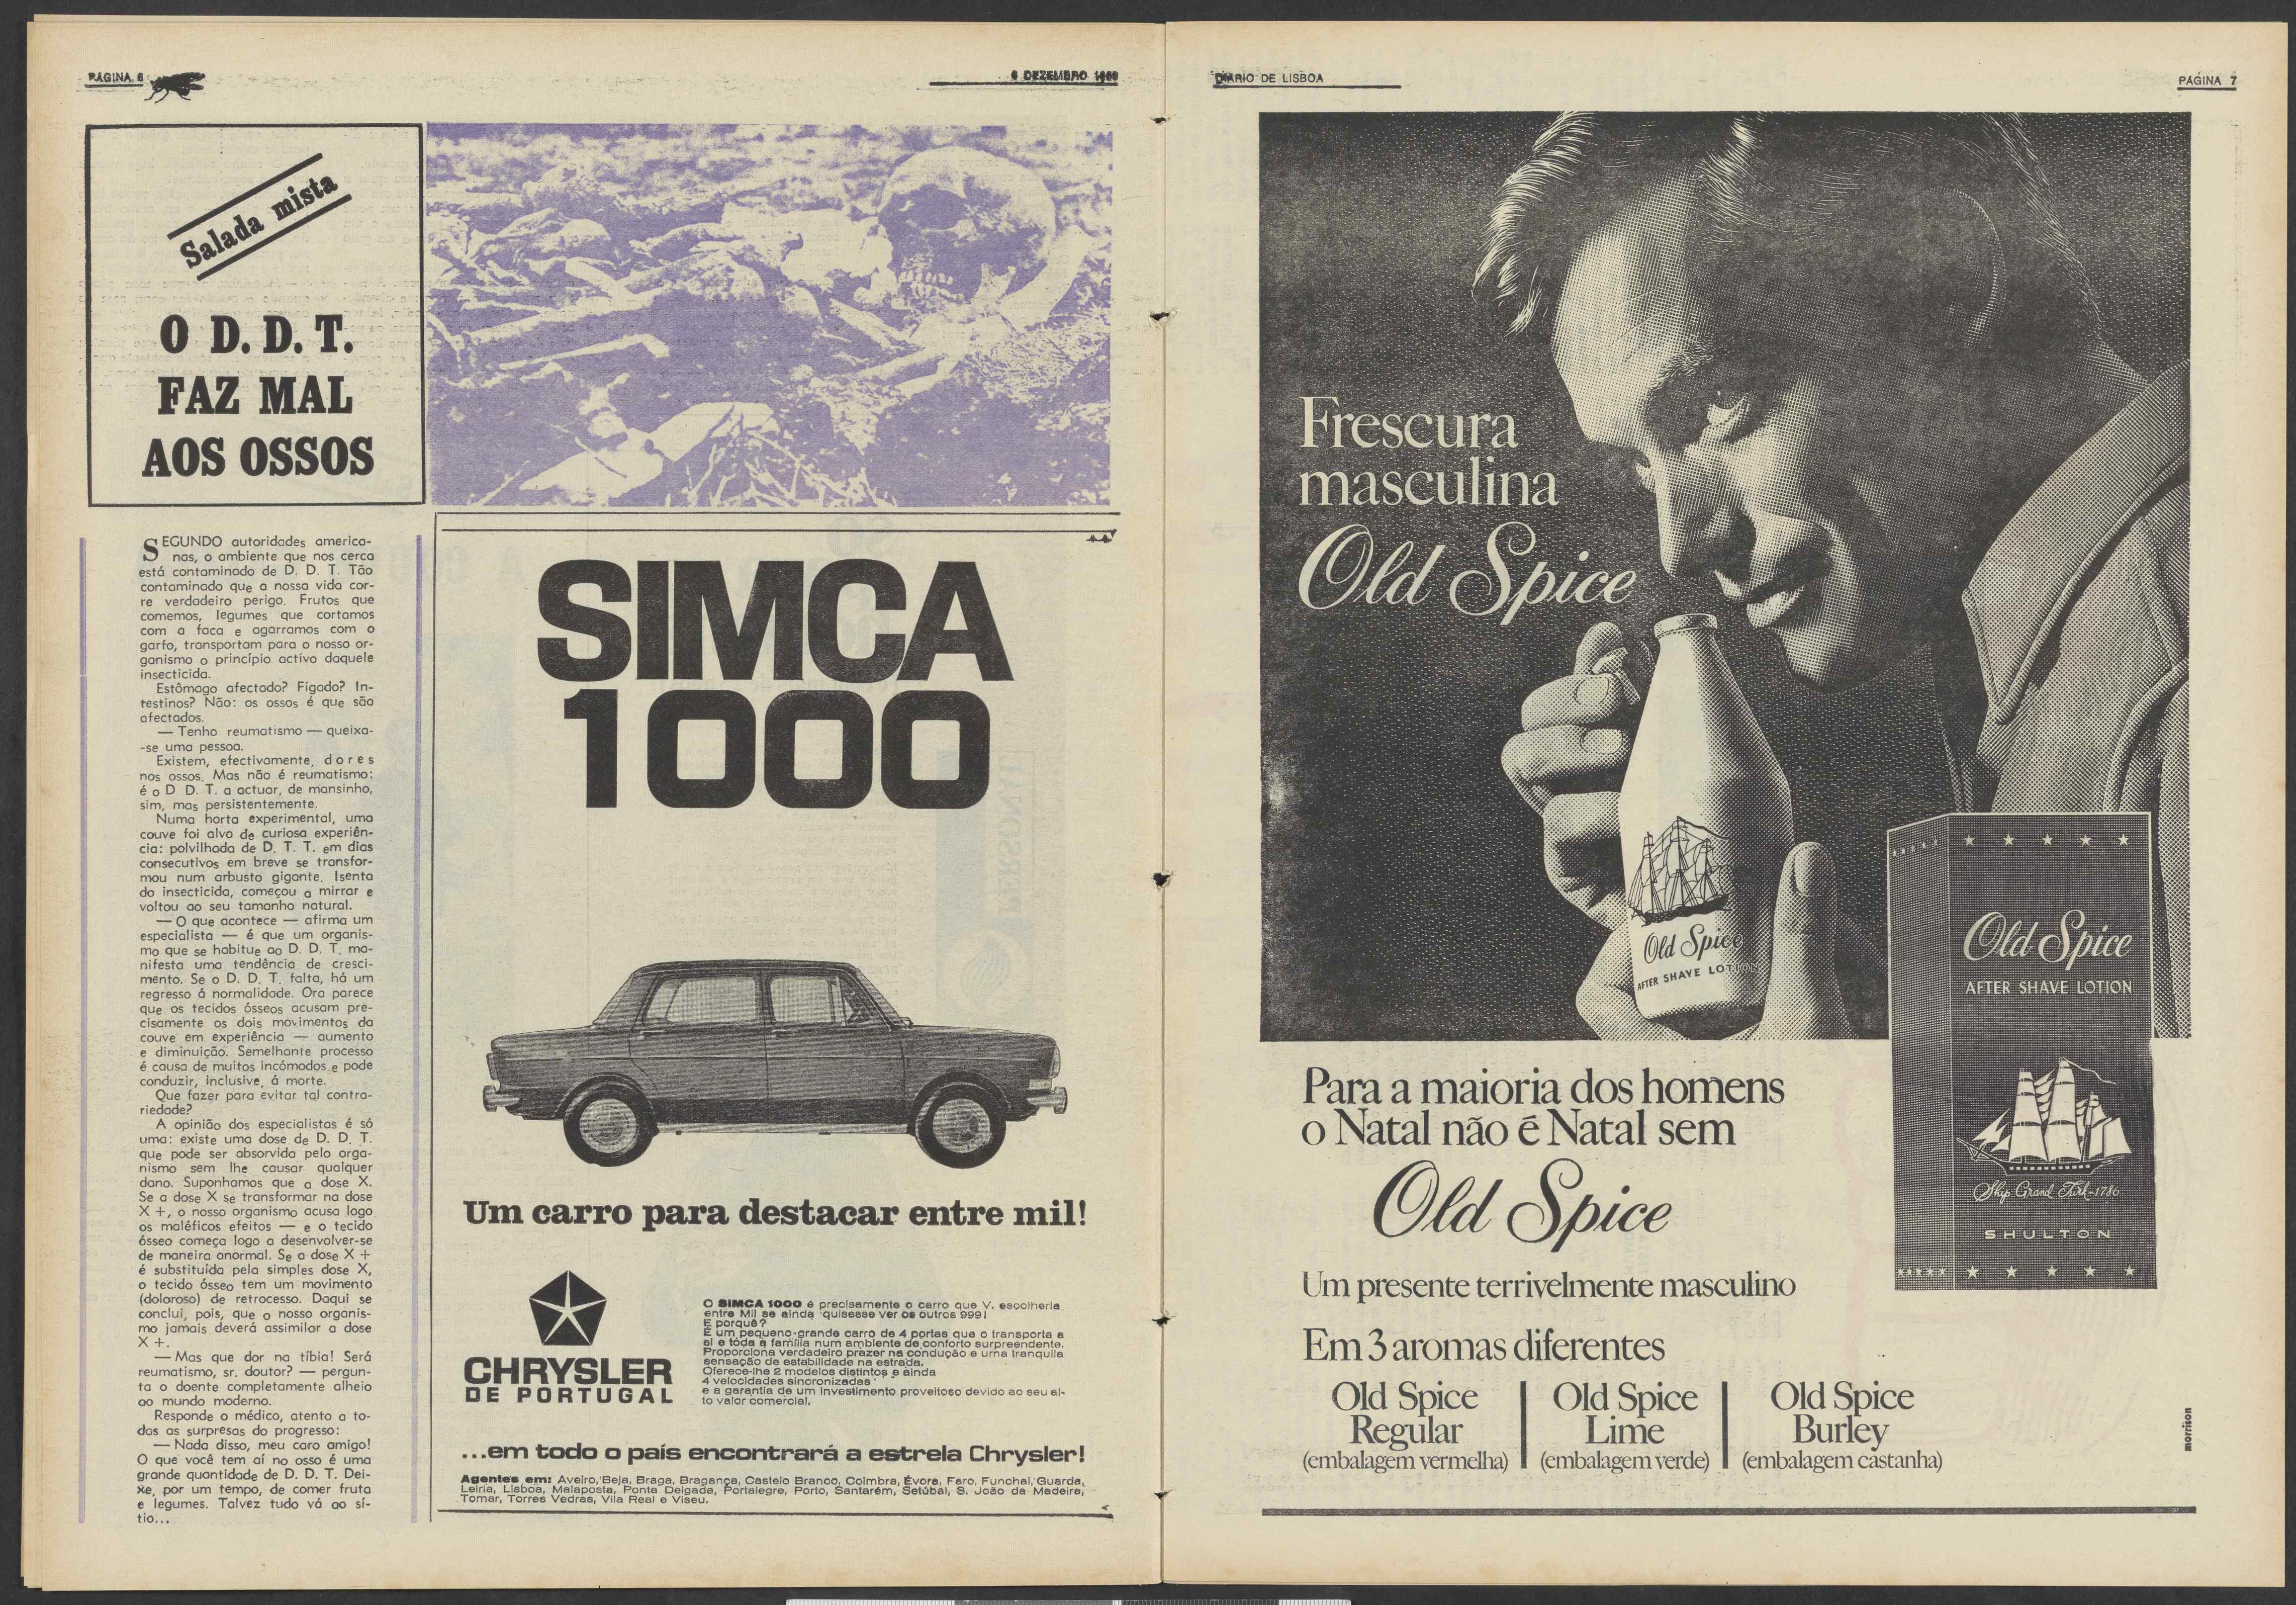 PÁGINA 6
6 DEZEMBRO 1969
Salada mista
O D. D. T.
FAZ MAL
AOS OSSOS
SEGUNDO autoridades america-
nas, o ambiente que nos cerca
está contaminado de D. D. T. Tão
contaminado que a nossa vida cor-
re verdadeiro perigo. Frutos que
comemos, legumes que cortamos
com a faca e agarramos com o
garfo, transportam para o nosso or-
ganismo o princípio activo daquele
insecticida.
Estômago afectado? Fígado? In-
testinos? Não: os ossos é que são
afectados.
— Tenho reumatismo — queixa-
-se uma pessoa.
Existem, efectivamente, dores
nos ossos. Mas não é reumatismo:
é o D. D. T. a actuar, de mansinho,
sim, mas persistentemente.
Numa horta experimental, uma
couve foi alvo de curiosa experiên-
cia: polvilhada de D. T. T. em dias
consecutivos em breve se transfor-
mou num arbusto gigante. Isenta
do insecticida, começou a mirrar e
voltou ao seu tamanho natural.
— O que acontece — afirma um
especialista — é que um organis-
mo que se habitue ao D. D. T. ma-
nifesta uma tendência de cresci-
mento. Se o D. D. T. falta, há um
regresso á normalidade. Ora parece
que os tecidos ósseos acusam pre-
cisamente os dois movimentos da
couve em experiência — aumento
e diminuição. Semelhante processo
é causa de muitos incómodos e pode
conduzir, inclusive, á morte.
Que fazer para evitar tal contra-
riedade?
A opinião dos especialistas é só
uma: existe uma dose de D. D. T.
que pode ser absorvida pelo orga-
nismo sem lhe causar qualquer
dano. Suponhamos que a dose X.
Se a dose X se transformar na dose
X +, o nosso organismo acusa logo
os maléficos efeitos — e o tecido
ósseo começa logo a desenvolver-se
de maneira anormal. Se a dose X +
é substituída pela simples dose X,
o tecido ósseo tem um movimento
(doloroso) de retrocesso. Daqui se
conclui, pois, que o nosso organis-
mo jamais deverá assimilar a dose
X +.
— Mas que dor na tíbia! Será
reumatismo, sr. doutor? — pergun-
ta o doente completamente alheio
ao mundo moderno.
Responde o médico, atento a to-
das as surpresas do progresso:
— Nada disso, meu caro amigo!
O que você tem aí no osso é uma
grande quantidade de D. D. T. Dei-
xe, por um tempo, de comer fruta
e legumes. Talvez tudo vá ao sí-
tio...
SIMCA
1000
Um carro para destacar entre mil!
CHRYSLER
DE PORTUGAL
O SIMCA 1000 é precisamente o carro que V. escolheria
entre Mil se ainda quisesse ver os outros 999!
E porquê?
É um pequeno-grande carro de 4 portas que o transporta a
si e toda a família num ambiente de conforto surpreendente.
Proporciona verdadeiro prazer na condução e uma tranquila
sensação de estabilidade na estrada.
Oferece-lhe 2 modelos distintos e ainda
4 velocidades sincronizadas
e a garantia de um investimento proveitoso devido ao seu al-
to valor comercial.
...em todo o país encontrará a estrela Chrysler!
Agentes em: Aveiro, Beja, Braga, Bragança, Castelo Branco, Coimbra, Évora, Faro, Funchal, Guarda,
Leiria, Lisboa, Malaposta, Ponta Delgada, Portalegre, Porto, Santarém, Setúbal, S. João da Madeira,
Tomar, Torres Vedras, Vila Real e Viseu.
DIÁRIO DE LISBOA
PÁGINA 7
Frescura
masculina
Old Spice
Old Spice
AFTER SHAVE LOTION
Old Spice
AFTER SHAVE LOTION
Ship Grand Turk-1786
SHULTON
Para a maioria dos homens
o Natal não é Natal sem
Old Spice
Um presente terrivelmente masculino
Em 3 aromas diferentes
Old Spice
Regular
(embalagem vermelha)
Old Spice
Lime
(embalagem verde)
Old Spice
Burley
(embalagem castanha)
morrison